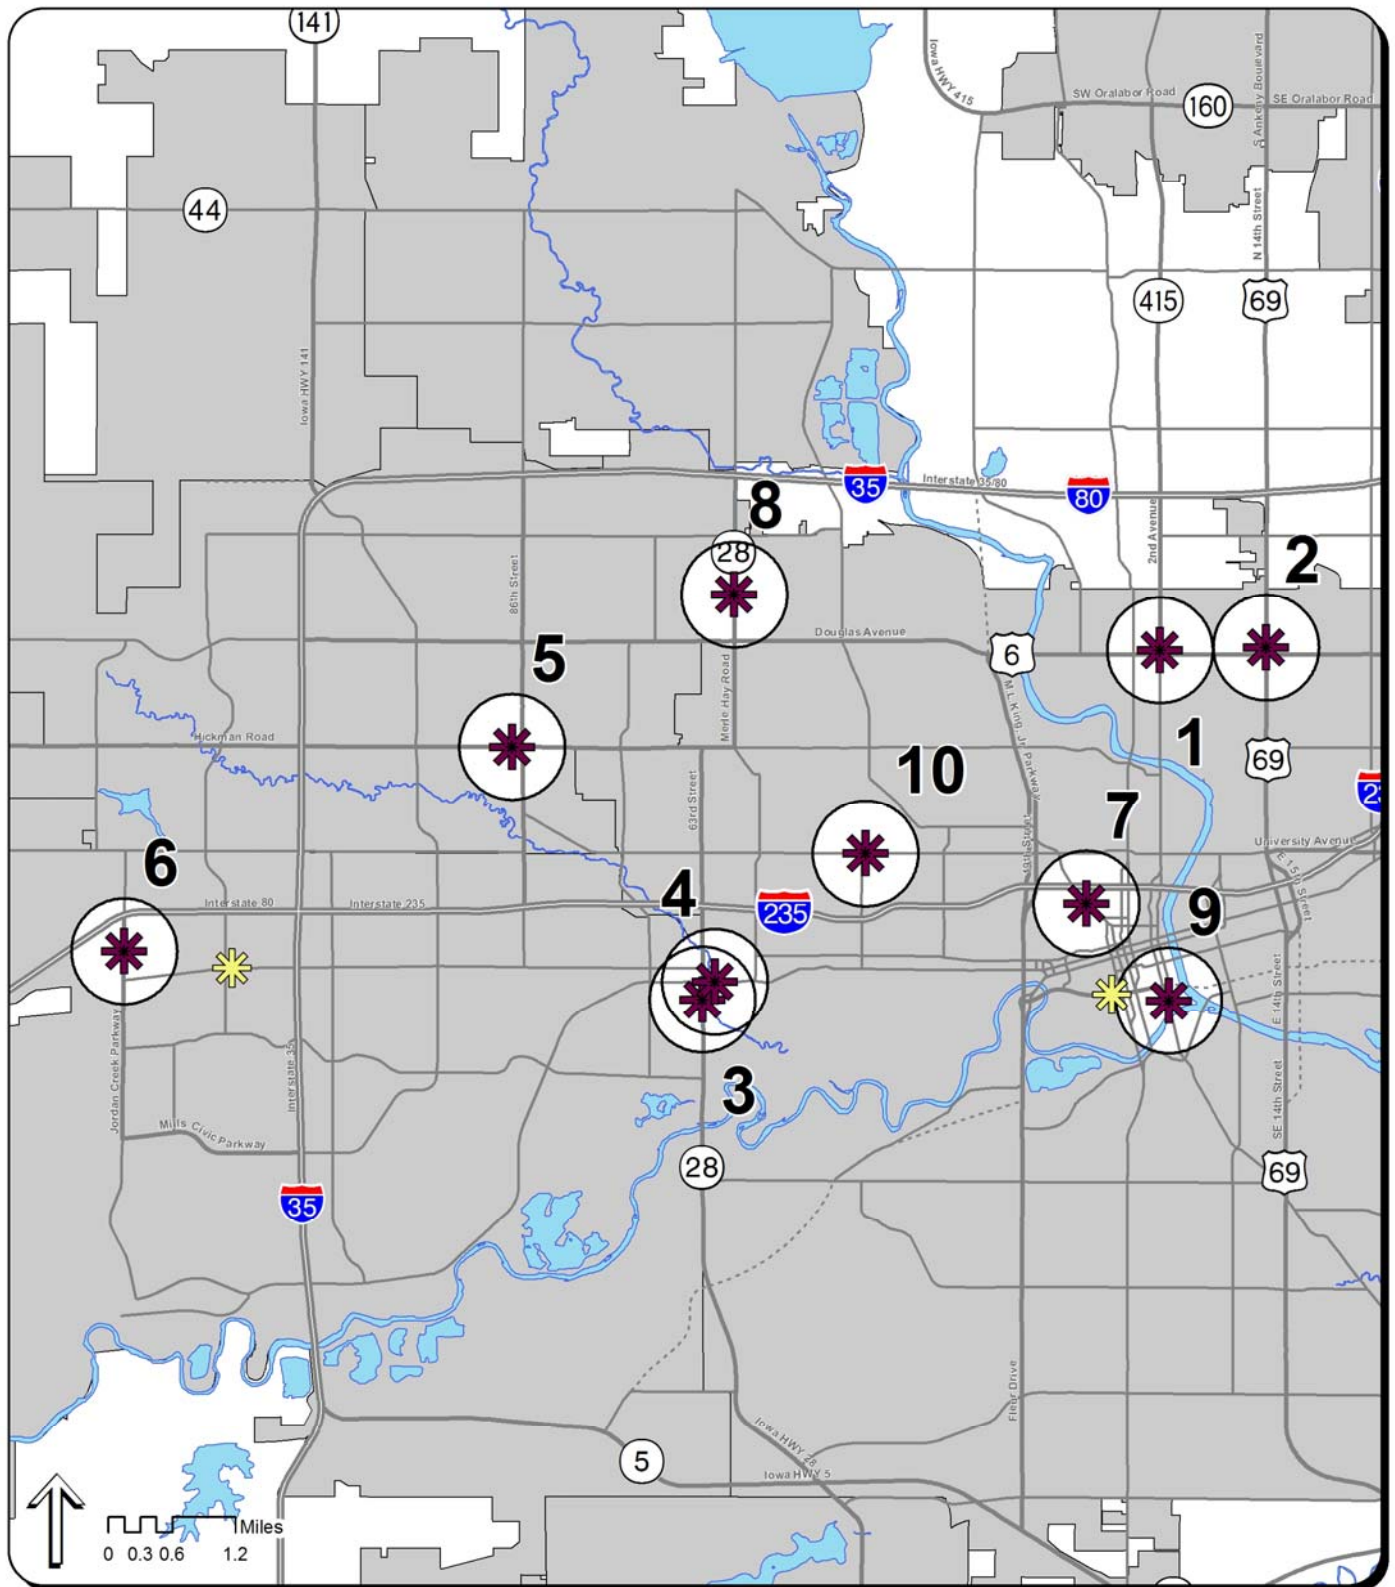 141
Iowa HWY 415
SW Oralabor Road
160
S Ankeny Boulevard
SE Oralabor Road
44
N 14th Street
415
69
Iowa HWY 141
8
35
Interstate 35/80
80
2nd Avenue
2
28
86th Street
Douglas Avenue
6
5
Merle Hay Road
M L King, Jr. Parkway
1
Hickman Road
69
10
63rd Street
7
23
19th Street
University Avenue
6
E 15th Street
4
Interstate 80
Interstate 235
235
9
E 14th Street
Jordan Creek Parkway
Interstate 35
3
SE 14th Street
Mills Civic Parkway
28
69
35
Fleur Drive
Iowa HWY 28
5
Iowa HWY 5
Miles
0 0.3 0.6 1.2